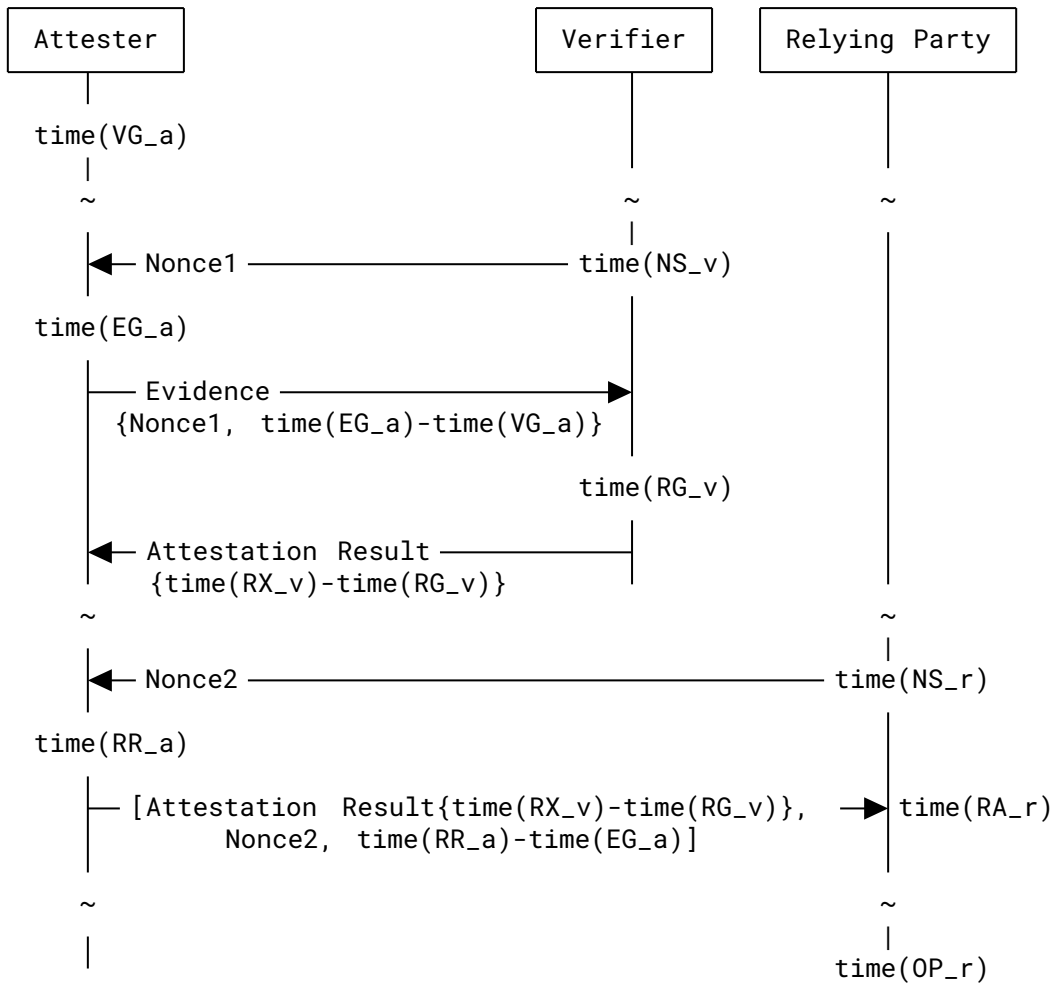 Attester Verifier Relying Party
time(VG_a)
~ ~ ~
Nonce1 time(NS_v)
time(EG_a)
Evidence
{Nonce1, time(EG_a)-time(VG_a)}
time(RG_v)
Attestation Result
{time(RX_v)-time(RG_v)}
~ ~
Nonce2 time(NS_r)
time(RR_a)
[Attestation Result{time(RX_v)-time(RG_v)}, time(RA_r)
Nonce2, time(RR_a)-time(EG_a)]
~ ~
time(OP_r)